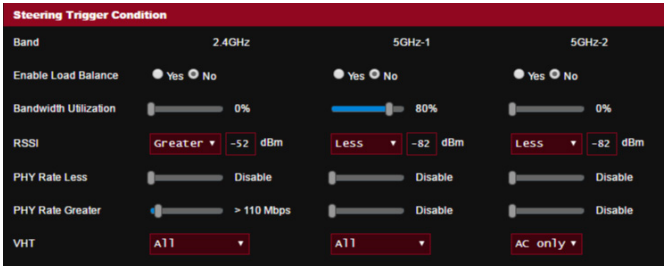 Steering Trigger Condition
Band 2.4GHz 5GHz-1 5GHz-2
Enable Load Balance Yes No Yes No Yes No
Bandwidth Utilization 0% 80% 0%
RSSI Greater -52 dBm Less -82 dBm Less -82 dBm
PHY Rate Less Disable Disable Disable
PHY Rate Greater > 110 Mbps Disable Disable
VHT All All AC only